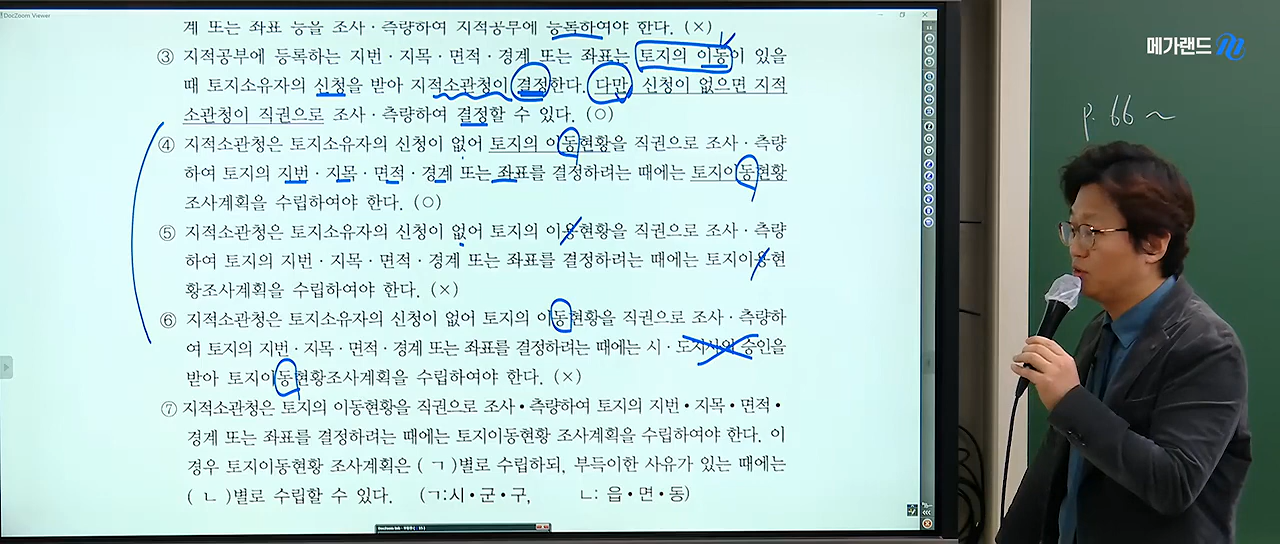 DocZoom Viewer
계 또는 좌표 등을 조사·측량하여 지적공부에 등록하여야 한다. (×)
③ 지적공부에 등록하는 지번·지목·면적·경계 또는 좌표는 토지의 이동이 있을
때 토지소유자의 신청을 받아 지적소관청이 결정한다. 다만, 신청이 없으면 지적
소관청이 직권으로 조사·측량하여 결정할 수 있다. (○)
④ 지적소관청은 토지소유자의 신청이 없어 토지의 이동현황을 직권으로 조사·측량
하여 토지의 지번·지목·면적·경계 또는 좌표를 결정하려는 때에는 토지이동현황
조사계획을 수립하여야 한다. (○)
⑤ 지적소관청은 토지소유자의 신청이 없어 토지의 이용현황을 직권으로 조사·측량
하여 토지의 지번·지목·면적·경계 또는 좌표를 결정하려는 때에는 토지이용현
황조사계획을 수립하여야 한다. (×)
⑥ 지적소관청은 토지소유자의 신청이 없어 토지의 이동현황을 직권으로 조사·측량하
여 토지의 지번·지목·면적·경계 또는 좌표를 결정하려는 때에는 시·도지사의 승인을
받아 토지이동현황조사계획을 수립하여야 한다. (×)
⑦ 지적소관청은 토지의 이동현황을 직권으로 조사•측량하여 토지의 지번•지목•면적•
경계 또는 좌표를 결정하려는 때에는 토지이동현황 조사계획을 수립하여야 한다. 이
경우 토지이동현황 조사계획은 ( ㄱ )별로 수립하되, 부득이한 사유가 있는 때에는
( ㄴ )별로 수립할 수 있다. (ㄱ:시•군•구, ㄴ: 읍•면•동)
메가랜드
p. 66 ~